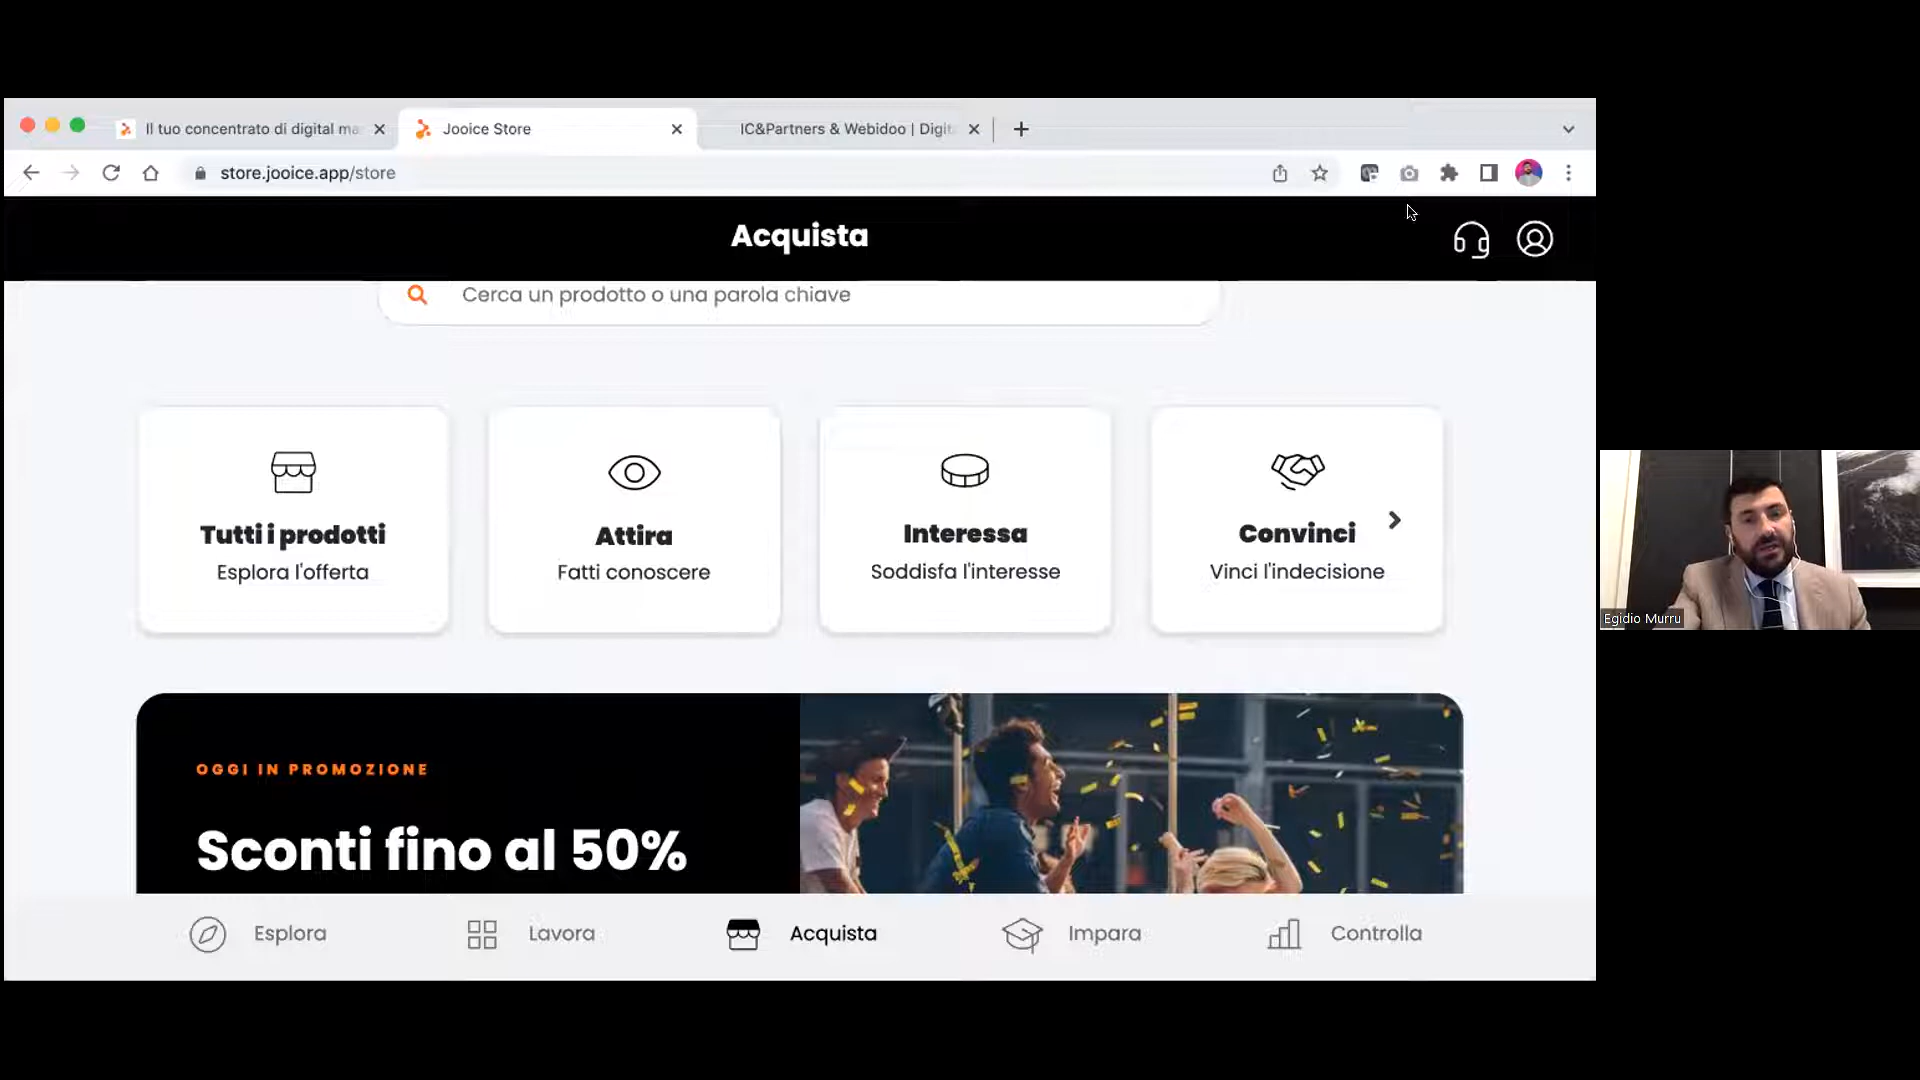 Il tuo concentrato di digital ma
Jooice Store
IC&Partners & Webidoo | Digit
store.jooice.app/store
Acquista
Cerca un prodotto o una parola chiave
Tutti i prodotti
Esplora l'offerta
Attira
Fatti conoscere
Interessa
Soddisfa l'interesse
Convinci
Vinci l'indecisione
OGGI IN PROMOZIONE
Sconti fino al 50%
Egidio Murru
Esplora
Lavora
Acquista
Impara
Controlla